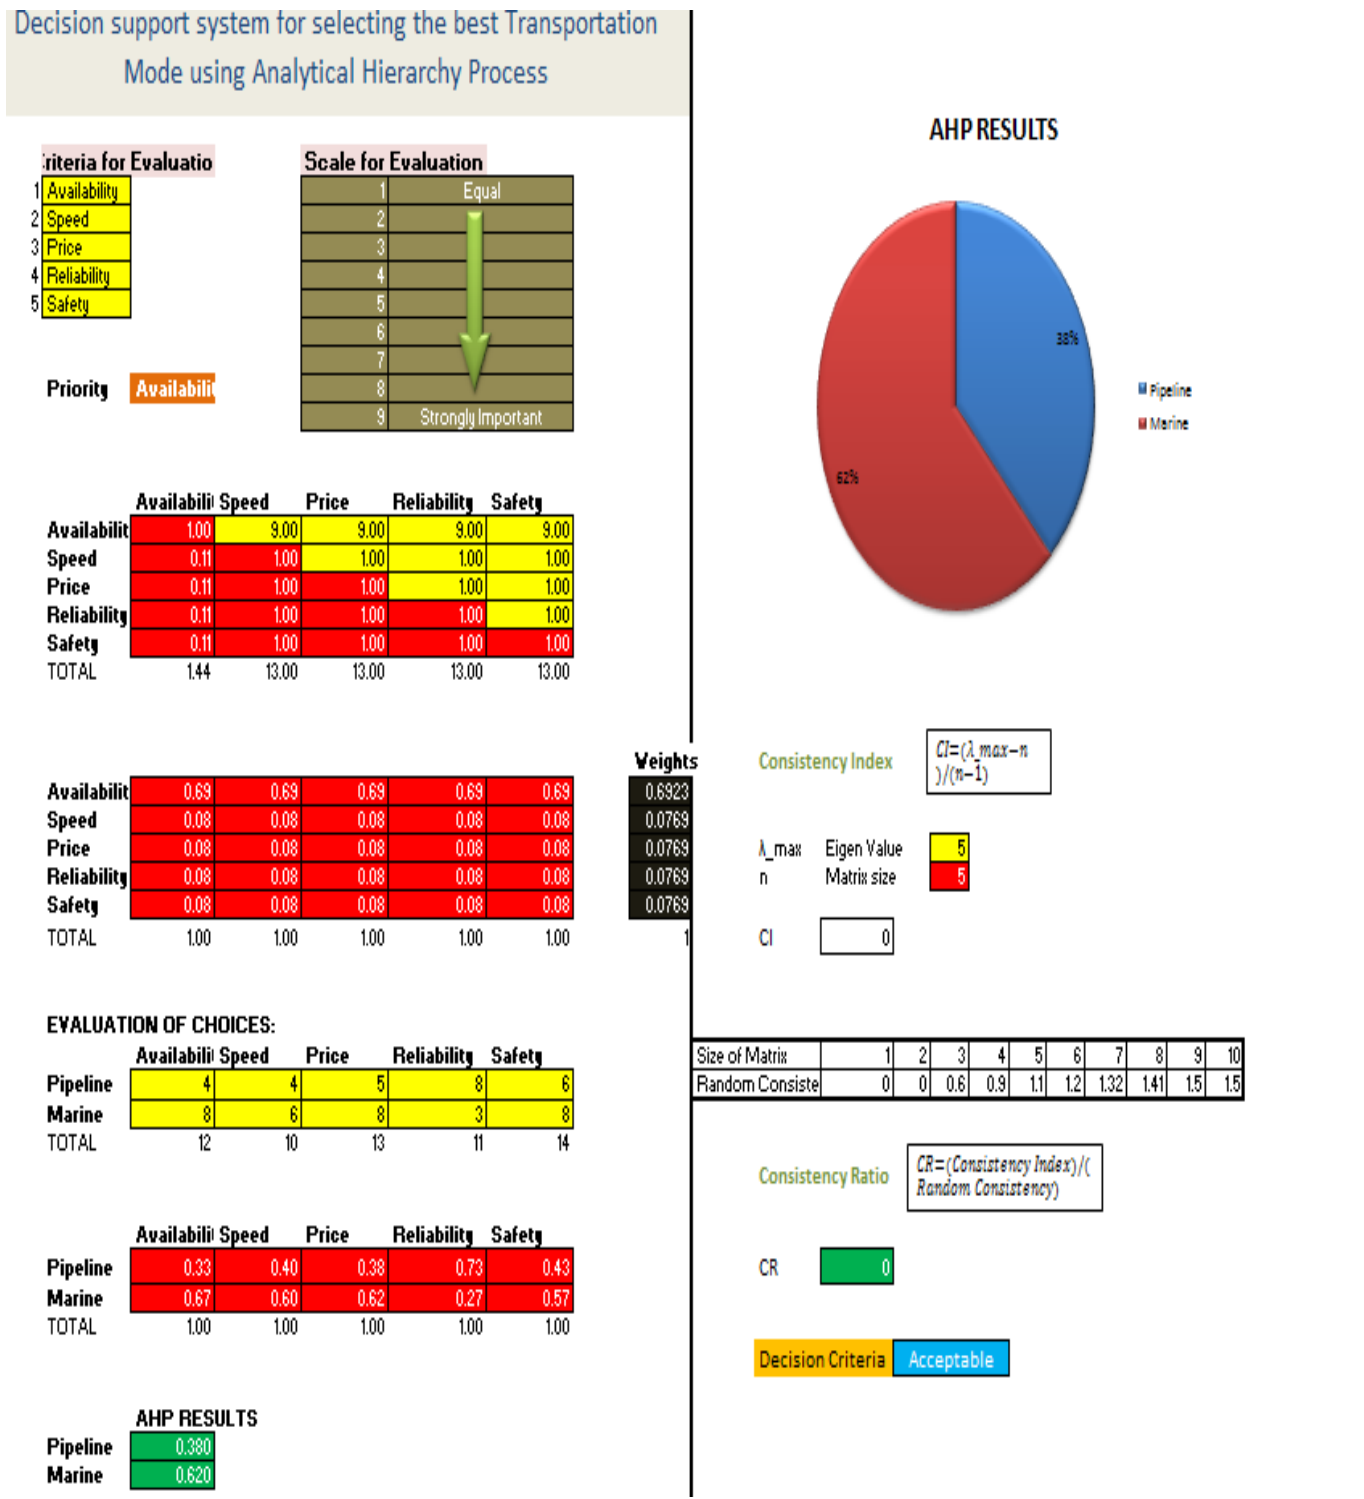 Decision support system for selecting the best Transportation
Mode using Analytical Hierarchy Process
riteria for Evaluatio
1 Availability
2 Speed
3 Price
4 Reliability
5 Safety
Priority Availabilit
Scale for Evaluation
1 Equal
2
3
4
5
6
7
8
9 Strongly Important
Availabili Speed Price Reliability Safety
Availabilit 1.00 9.00 9.00 9.00 9.00
Speed 0.11 1.00 1.00 1.00 1.00
Price 0.11 1.00 1.00 1.00 1.00
Reliability 0.11 1.00 1.00 1.00 1.00
Safety 0.11 1.00 1.00 1.00 1.00
TOTAL 1.44 13.00 13.00 13.00 13.00
Weights
Availabilit 0.69 0.69 0.69 0.69 0.69 0.6923
Speed 0.08 0.08 0.08 0.08 0.08 0.0769
Price 0.08 0.08 0.08 0.08 0.08 0.0769
Reliability 0.08 0.08 0.08 0.08 0.08 0.0769
Safety 0.08 0.08 0.08 0.08 0.08 0.0769
TOTAL 1.00 1.00 1.00 1.00 1.00 1
EVALUATION OF CHOICES:
Availabili Speed Price Reliability Safety
Pipeline 4 4 5 8 6
Marine 8 6 8 3 8
TOTAL 12 10 13 11 14
Availabili Speed Price Reliability Safety
Pipeline 0.33 0.40 0.38 0.73 0.43
Marine 0.67 0.60 0.62 0.27 0.57
TOTAL 1.00 1.00 1.00 1.00 1.00
AHP RESULTS
Pipeline 0.380
Marine 0.620
AHP RESULTS
38%
62%
Pipeline
Marine
Consistency Index
CI=(λ_max−n
)/(n−1)
λ_max Eigen Value 5
n Matrix size 5
CI 0
Size of Matrix 1 2 3 4 5 6 7 8 9 10
Random Consiste 0 0 0.6 0.9 1.1 1.2 1.32 1.41 1.5 1.5
Consistency Ratio
CR=(Consistency Index)/(
Random Consistency)
CR 0
Decision Criteria Acceptable